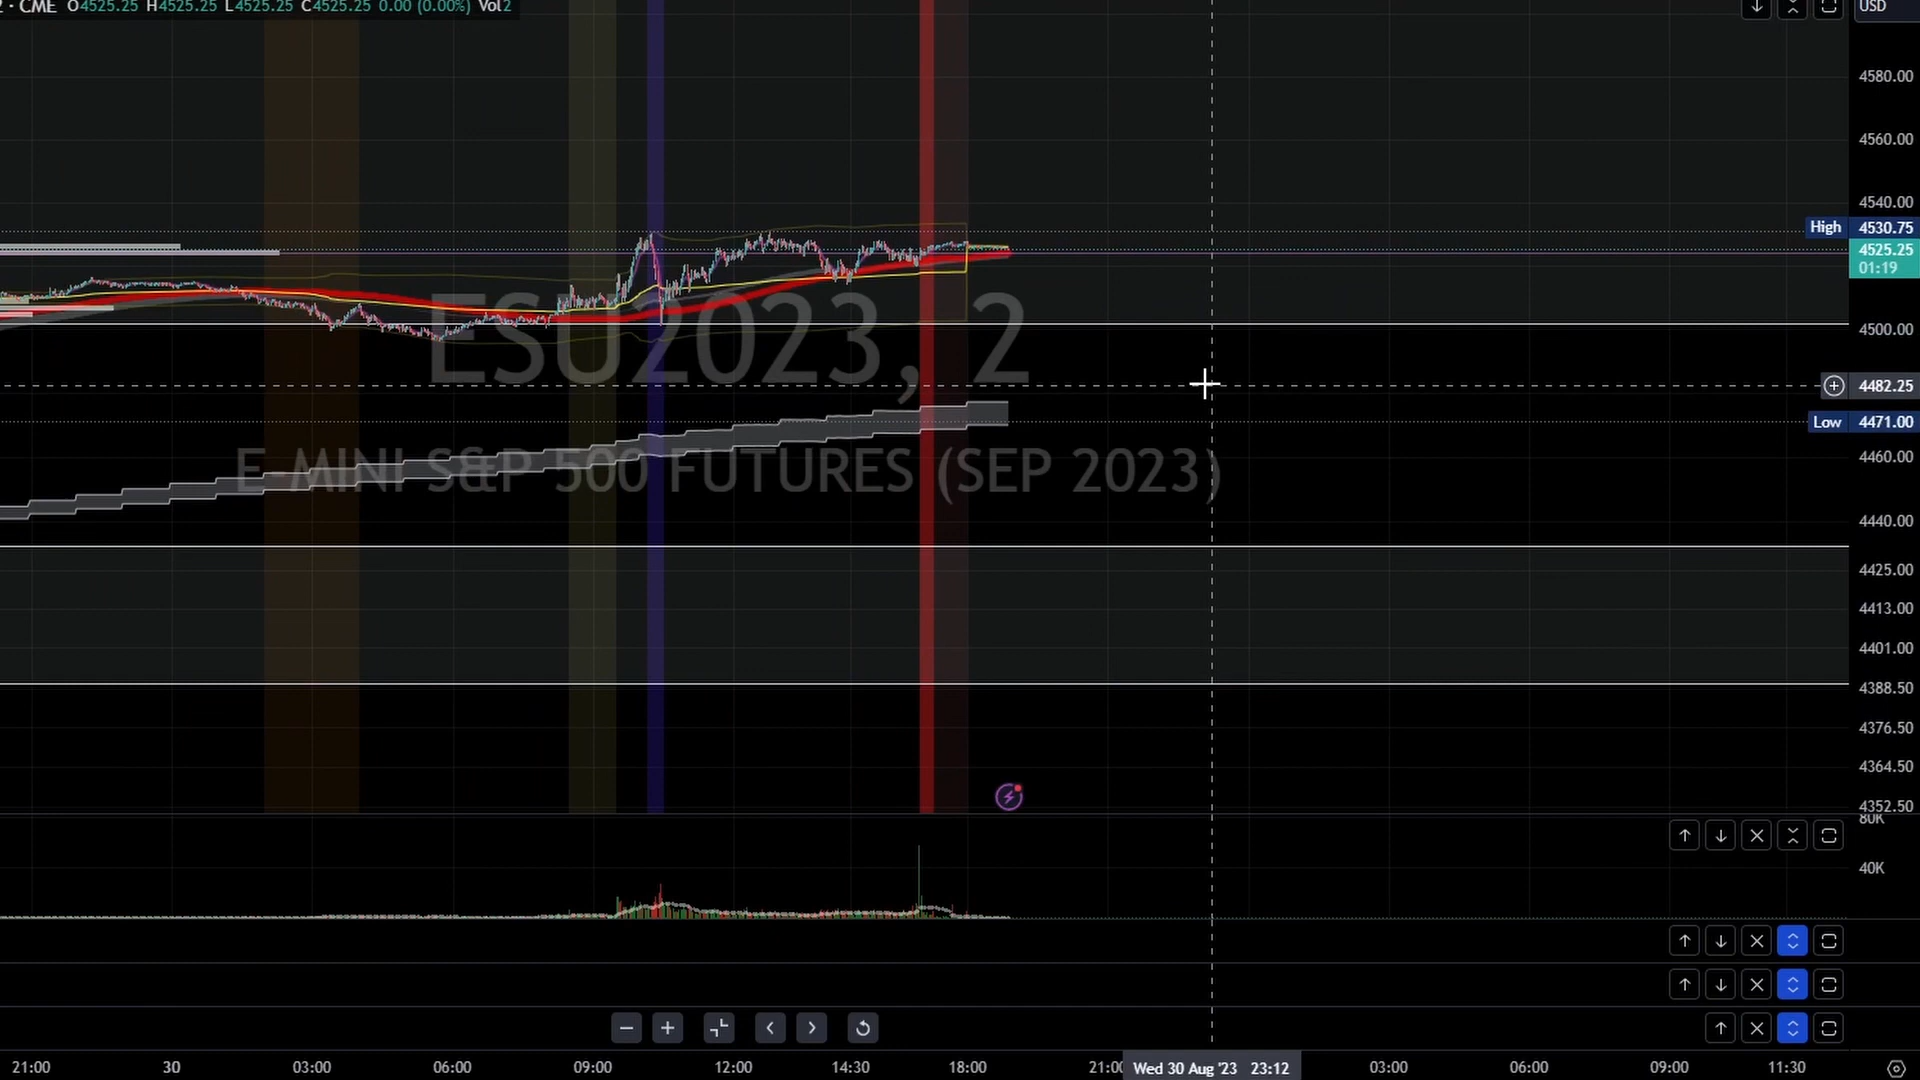 2 · CME O4525.25 H4525.25 L4525.25 C4525.25 0.00 (0.00%) Vol2
USD
4580.00
4560.00
4540.00
High 4530.75
4525.25
01:19
4500.00
4482.25
Low 4471.00
4460.00
4440.00
4425.00
4413.00
4401.00
4388.50
4376.50
4364.50
4352.50
ESU2023, 2
E-MINI S&P 500 FUTURES (SEP 2023)
80K
40K
21:00 30 03:00 06:00 09:00 12:00 14:30 18:00 21:00 Wed 30 Aug '23 23:12 03:00 06:00 09:00 11:30